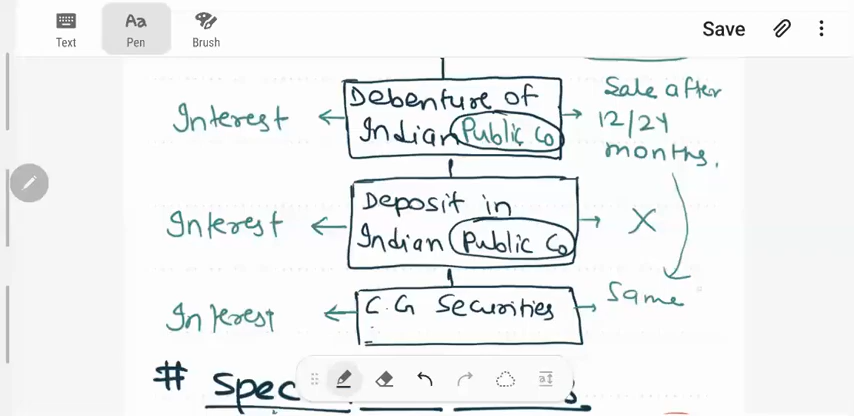 Text
Aa
Pen
Brush
Save
Interest ← Debenture of Indian Public Co → Sale after 12/24 months.
Interest ← Deposit in Indian Public Co → X
Interest ← C.G Securities → Same
# Spec